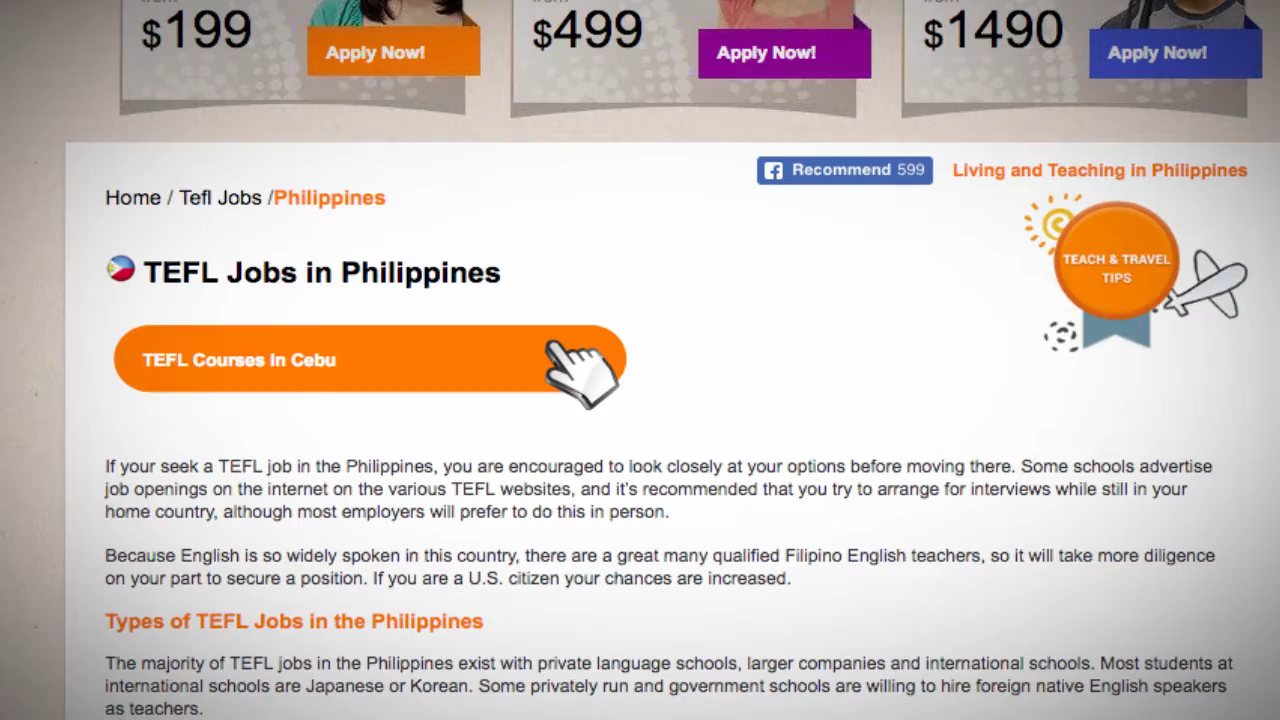 $199
Apply Now!
$499
Apply Now!
$1490
Apply Now!
Recommend 599
Living and Teaching in Philippines
Home / Tefl Jobs /Philippines
TEACH & TRAVEL
TIPS
TEFL Jobs in Philippines
TEFL Courses In Cebu
If your seek a TEFL job in the Philippines, you are encouraged to look closely at your options before moving there. Some schools advertise
job openings on the internet on the various TEFL websites, and it's recommended that you try to arrange for interviews while still in your
home country, although most employers will prefer to do this in person.
Because English is so widely spoken in this country, there are a great many qualified Filipino English teachers, so it will take more diligence
on your part to secure a position. If you are a U.S. citizen your chances are increased.
Types of TEFL Jobs in the Philippines
The majority of TEFL jobs in the Philippines exist with private language schools, larger companies and international schools. Most students at
international schools are Japanese or Korean. Some privately run and government schools are willing to hire foreign native English speakers
as teachers.